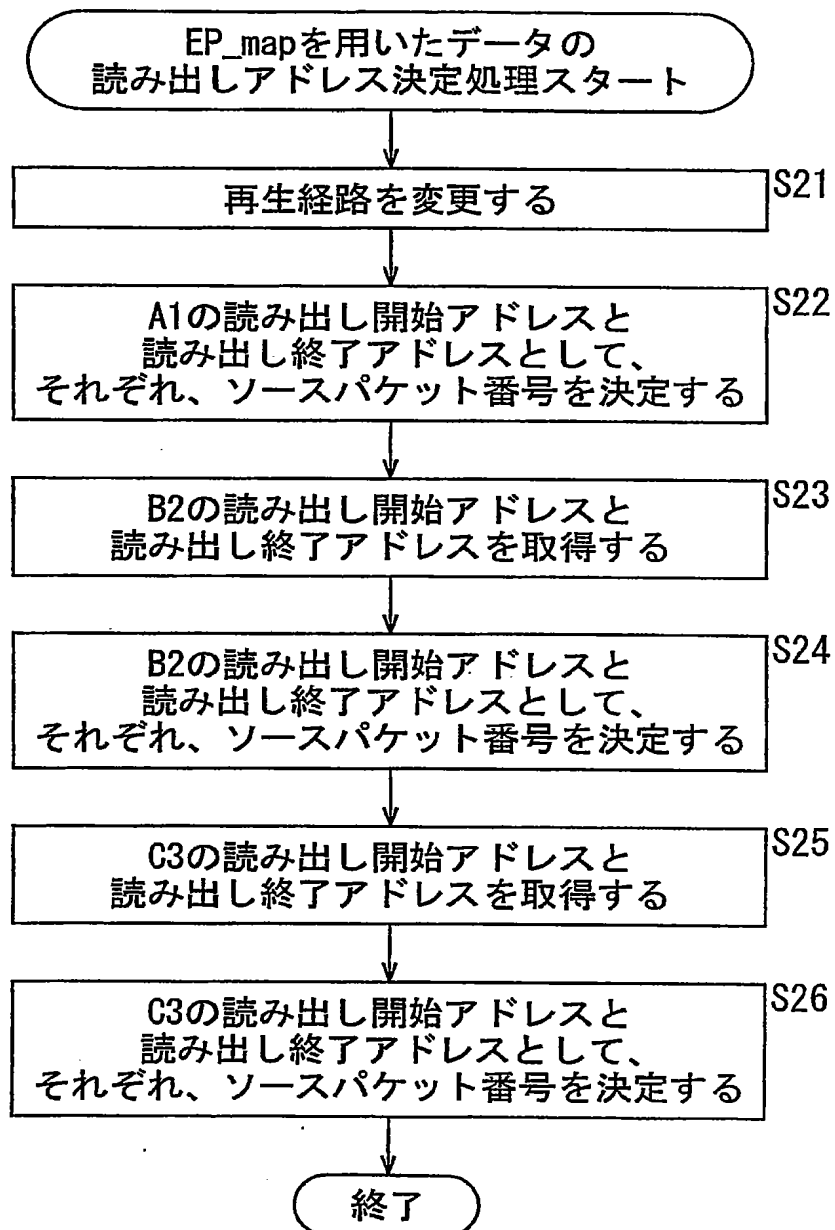 EP_mapを用いたデータの
読み出しアドレス決定処理スタート
S21
再生経路を変更する
S22
A1の読み出し開始アドレスと
読み出し終了アドレスとして、
それぞれ、ソースパケット番号を決定する
S23
B2の読み出し開始アドレスと
読み出し終了アドレスを取得する
S24
B2の読み出し開始アドレスと
読み出し終了アドレスとして、
それぞれ、ソースパケット番号を決定する
S25
C3の読み出し開始アドレスと
読み出し終了アドレスを取得する
S26
C3の読み出し開始アドレスと
読み出し終了アドレスとして、
それぞれ、ソースパケット番号を決定する
終了